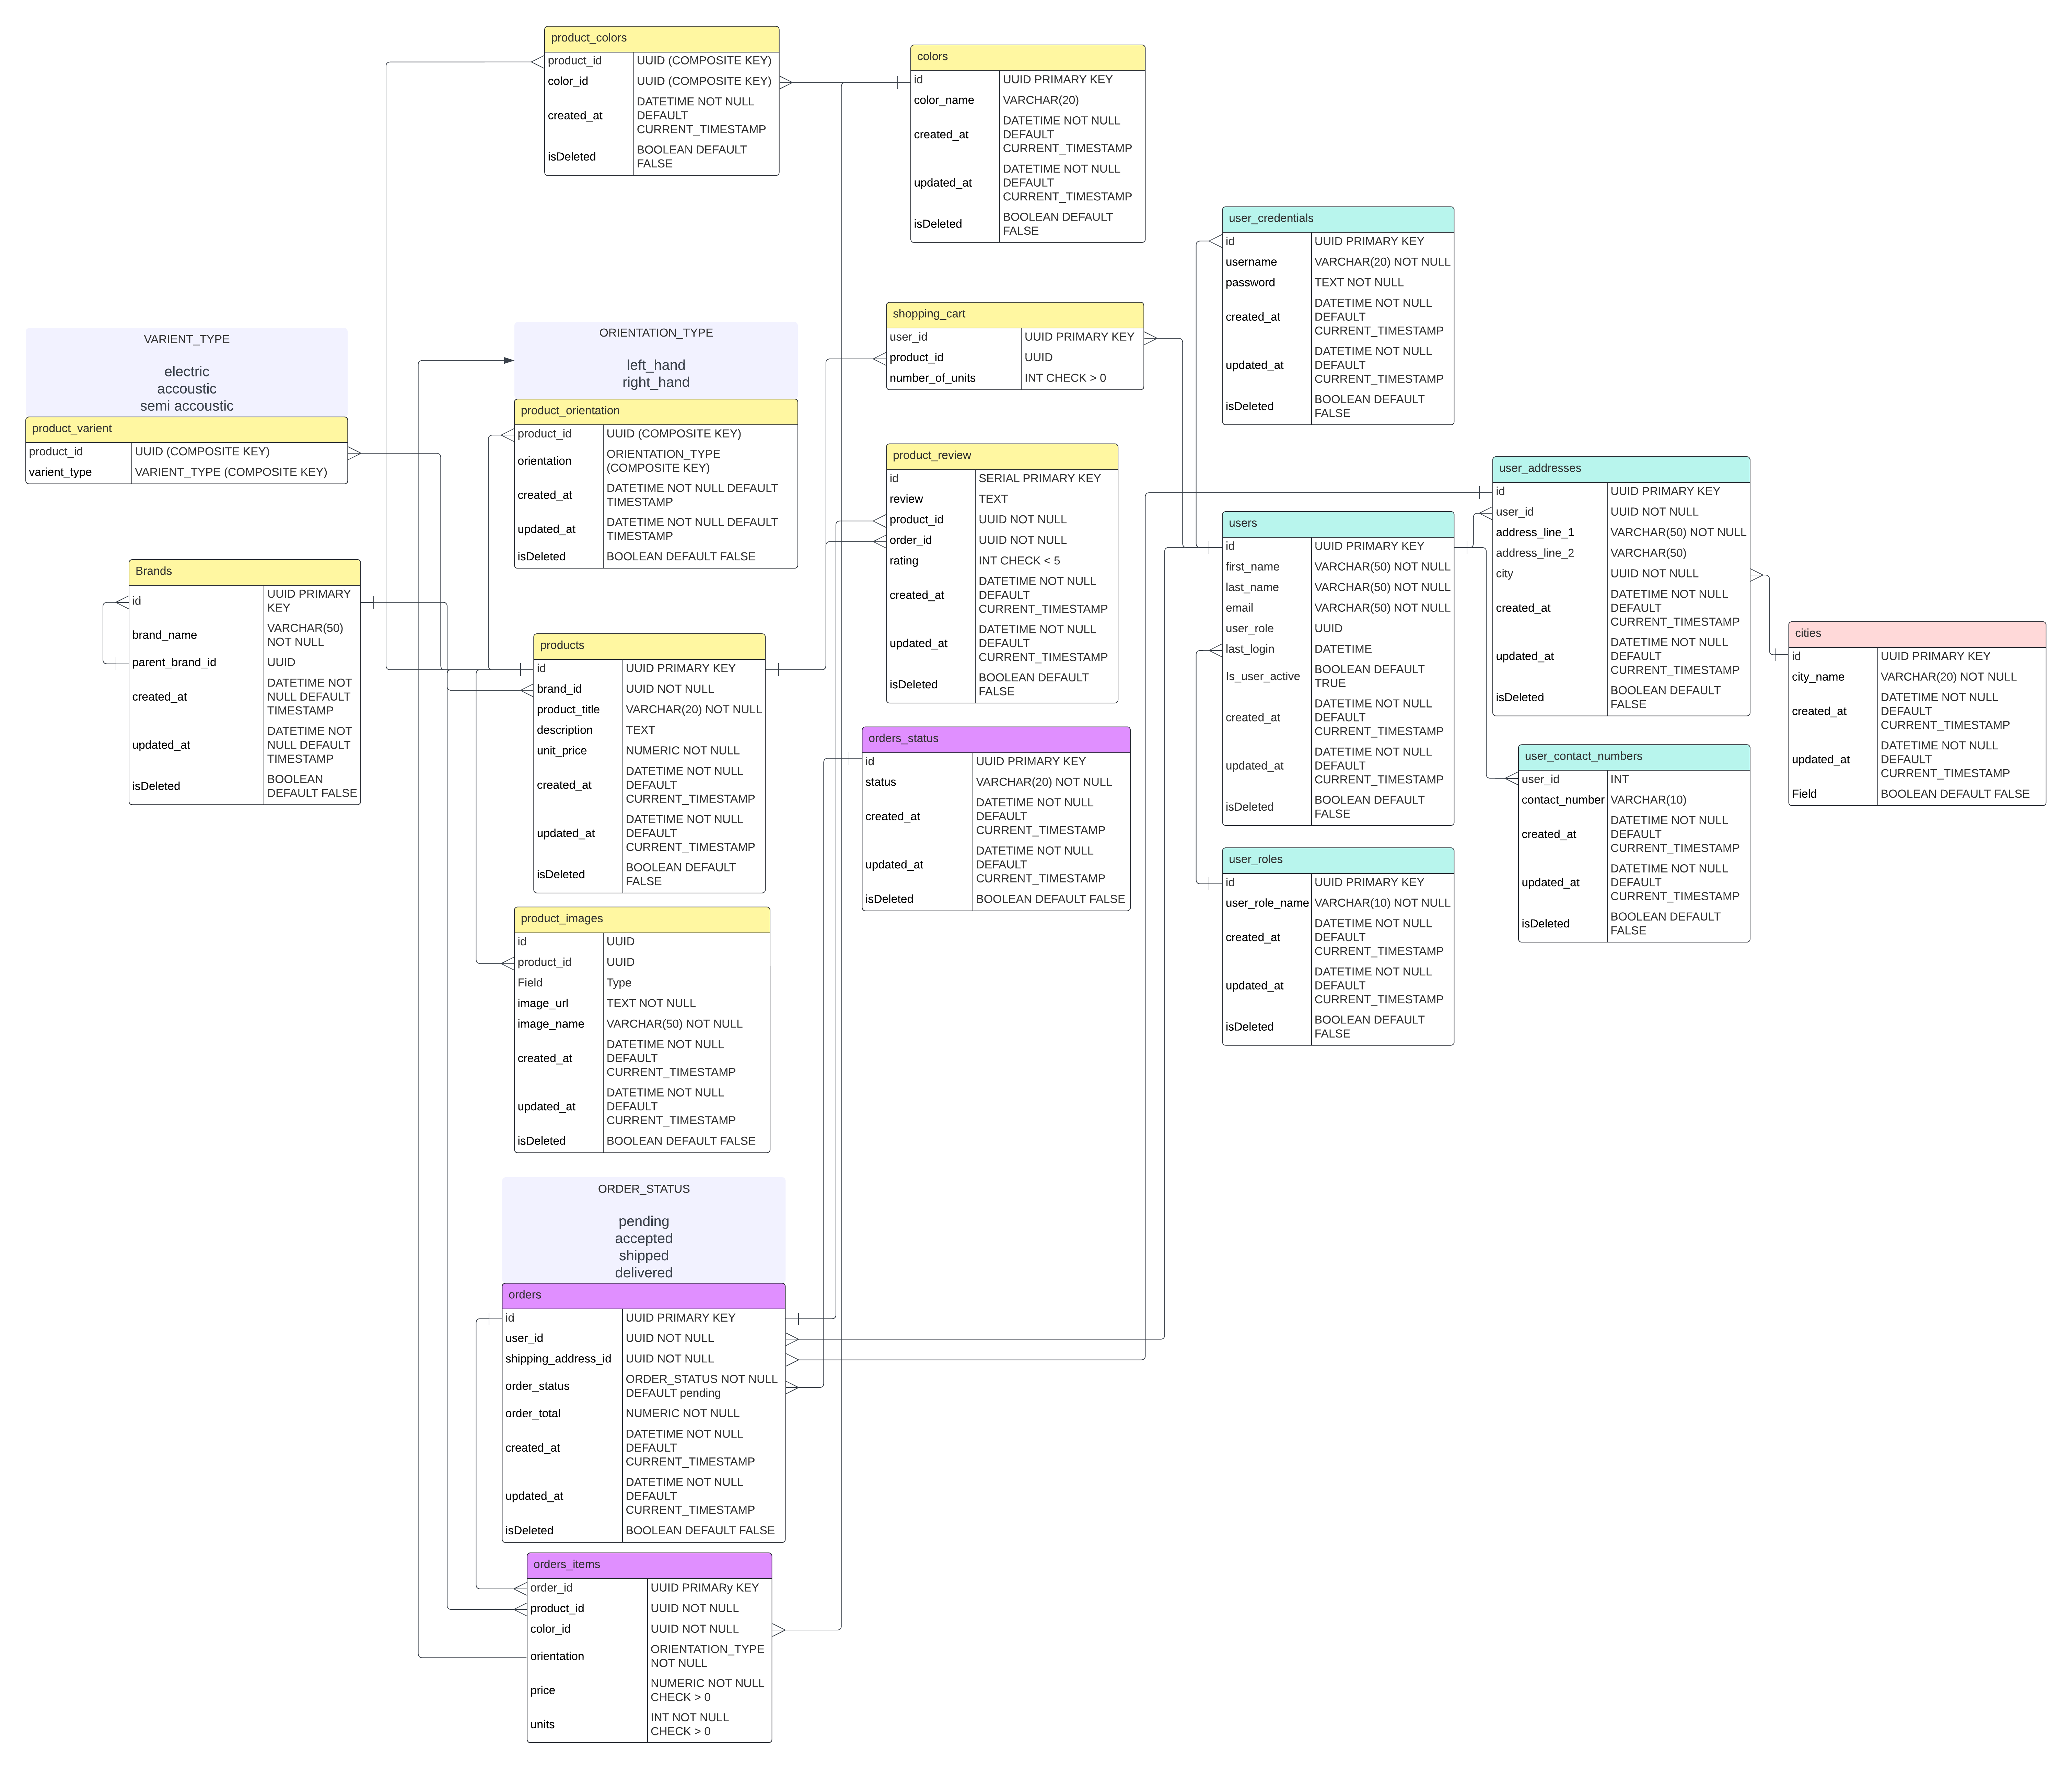 product_colors
product_id UUID (COMPOSITE KEY)
color_id UUID (COMPOSITE KEY)
created_at DATETIME NOT NULL
DEFAULT
CURRENT_TIMESTAMP
isDeleted BOOLEAN DEFAULT
FALSE
colors
id UUID PRIMARY KEY
color_name VARCHAR(20)
created_at DATETIME NOT NULL
DEFAULT
CURRENT_TIMESTAMP
updated_at DATETIME NOT NULL
DEFAULT
CURRENT_TIMESTAMP
isDeleted BOOLEAN DEFAULT
FALSE
user_credentials
id UUID PRIMARY KEY
username VARCHAR(20) NOT NULL
password TEXT NOT NULL
created_at DATETIME NOT NULL
DEFAULT
CURRENT_TIMESTAMP
updated_at DATETIME NOT NULL
DEFAULT
CURRENT_TIMESTAMP
isDeleted BOOLEAN DEFAULT
FALSE
VARIENT_TYPE
electric
accoustic
semi accoustic
product_varient
product_id UUID (COMPOSITE KEY)
varient_type VARIENT_TYPE (COMPOSITE KEY)
ORIENTATION_TYPE
left_hand
right_hand
product_orientation
product_id UUID (COMPOSITE KEY)
orientation ORIENTATION_TYPE
(COMPOSITE KEY)
created_at DATETIME NOT NULL DEFAULT
TIMESTAMP
updated_at DATETIME NOT NULL DEFAULT
TIMESTAMP
isDeleted BOOLEAN DEFAULT FALSE
shopping_cart
user_id UUID PRIMARY KEY
product_id UUID
number_of_units INT CHECK > 0
product_review
id SERIAL PRIMARY KEY
review TEXT
product_id UUID NOT NULL
order_id UUID NOT NULL
rating INT CHECK < 5
created_at DATETIME NOT NULL
DEFAULT
CURRENT_TIMESTAMP
updated_at DATETIME NOT NULL
DEFAULT
CURRENT_TIMESTAMP
isDeleted BOOLEAN DEFAULT
FALSE
user_addresses
id UUID PRIMARY KEY
user_id UUID NOT NULL
address_line_1 VARCHAR(50) NOT NULL
address_line_2 VARCHAR(50)
city UUID NOT NULL
created_at DATETIME NOT NULL
DEFAULT
CURRENT_TIMESTAMP
updated_at DATETIME NOT NULL
DEFAULT
CURRENT_TIMESTAMP
isDeleted BOOLEAN DEFAULT
FALSE
users
id UUID PRIMARY KEY
first_name VARCHAR(50) NOT NULL
last_name VARCHAR(50) NOT NULL
email VARCHAR(50) NOT NULL
user_role UUID
last_login DATETIME
Is_user_active BOOLEAN DEFAULT
TRUE
created_at DATETIME NOT NULL
DEFAULT
CURRENT_TIMESTAMP
updated_at DATETIME NOT NULL
DEFAULT
CURRENT_TIMESTAMP
isDeleted BOOLEAN DEFAULT
FALSE
Brands
id UUID PRIMARY
KEY
brand_name VARCHAR(50)
NOT NULL
parent_brand_id UUID
created_at DATETIME NOT
NULL DEFAULT
TIMESTAMP
updated_at DATETIME NOT
NULL DEFAULT
TIMESTAMP
isDeleted BOOLEAN
DEFAULT FALSE
products
id UUID PRIMARY KEY
brand_id UUID NOT NULL
product_title VARCHAR(20) NOT NULL
description TEXT
unit_price NUMERIC NOT NULL
created_at DATETIME NOT NULL
DEFAULT
CURRENT_TIMESTAMP
updated_at DATETIME NOT NULL
DEFAULT
CURRENT_TIMESTAMP
isDeleted BOOLEAN DEFAULT
FALSE
cities
id UUID PRIMARY KEY
city_name VARCHAR(20) NOT NULL
created_at DATETIME NOT NULL
DEFAULT
CURRENT_TIMESTAMP
updated_at DATETIME NOT NULL
DEFAULT
CURRENT_TIMESTAMP
Field BOOLEAN DEFAULT FALSE
orders_status
id UUID PRIMARY KEY
status VARCHAR(20) NOT NULL
created_at DATETIME NOT NULL
DEFAULT
CURRENT_TIMESTAMP
updated_at DATETIME NOT NULL
DEFAULT
CURRENT_TIMESTAMP
isDeleted BOOLEAN DEFAULT FALSE
user_contact_numbers
user_id INT
contact_number VARCHAR(10)
created_at DATETIME NOT NULL
DEFAULT
CURRENT_TIMESTAMP
updated_at DATETIME NOT NULL
DEFAULT
CURRENT_TIMESTAMP
isDeleted BOOLEAN DEFAULT
FALSE
user_roles
id UUID PRIMARY KEY
user_role_name VARCHAR(10) NOT NULL
created_at DATETIME NOT NULL
DEFAULT
CURRENT_TIMESTAMP
updated_at DATETIME NOT NULL
DEFAULT
CURRENT_TIMESTAMP
isDeleted BOOLEAN DEFAULT
FALSE
product_images
id UUID
product_id UUID
Field Type
image_url TEXT NOT NULL
image_name VARCHAR(50) NOT NULL
created_at DATETIME NOT NULL
DEFAULT
CURRENT_TIMESTAMP
updated_at DATETIME NOT NULL
DEFAULT
CURRENT_TIMESTAMP
isDeleted BOOLEAN DEFAULT FALSE
ORDER_STATUS
pending
accepted
shipped
delivered
orders
id UUID PRIMARY KEY
user_id UUID NOT NULL
shipping_address_id UUID NOT NULL
order_status ORDER_STATUS NOT NULL
DEFAULT pending
order_total NUMERIC NOT NULL
created_at DATETIME NOT NULL
DEFAULT
CURRENT_TIMESTAMP
updated_at DATETIME NOT NULL
DEFAULT
CURRENT_TIMESTAMP
isDeleted BOOLEAN DEFAULT FALSE
orders_items
order_id UUID PRIMARy KEY
product_id UUID NOT NULL
color_id UUID NOT NULL
orientation ORIENTATION_TYPE
NOT NULL
price NUMERIC NOT NULL
CHECK > 0
units INT NOT NULL
CHECK > 0